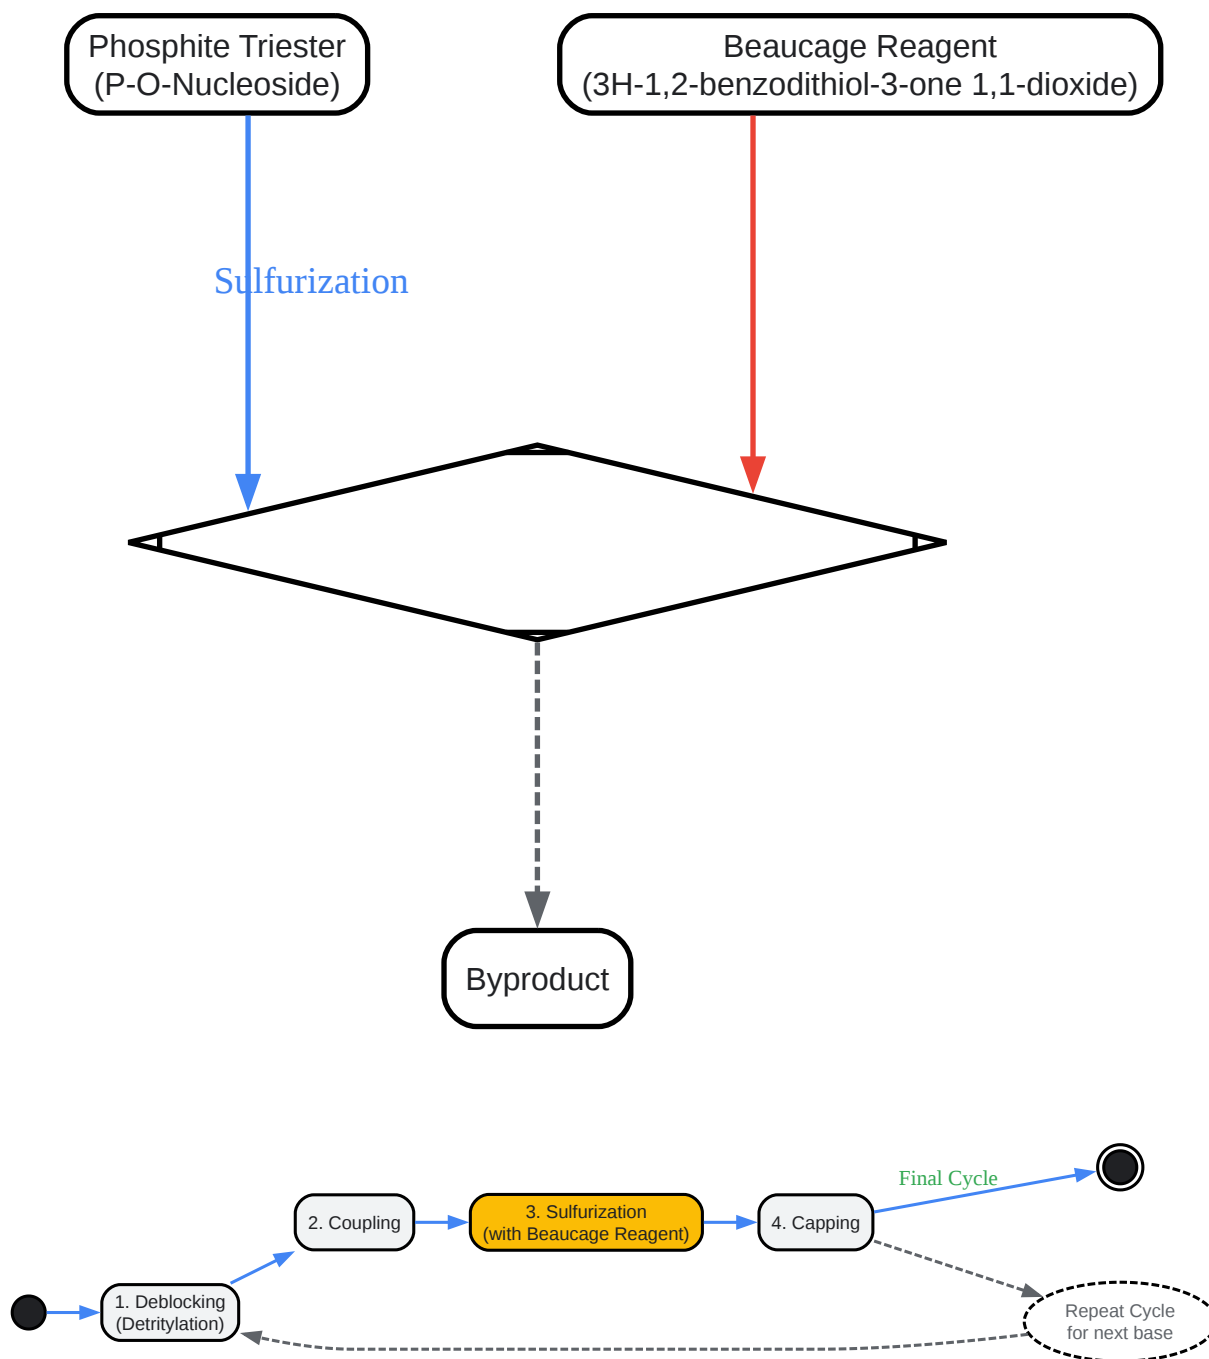 Phosphite Triester
(P-O-Nucleoside)
Beaucage Reagent
(3H-1,2-benzodithiol-3-one 1,1-dioxide)
Sulfurization
Byproduct
Final Cycle
2. Coupling
3. Sulfurization
(with Beaucage Reagent)
4. Capping
1. Deblocking
(Detritylation)
Repeat Cycle
for next base